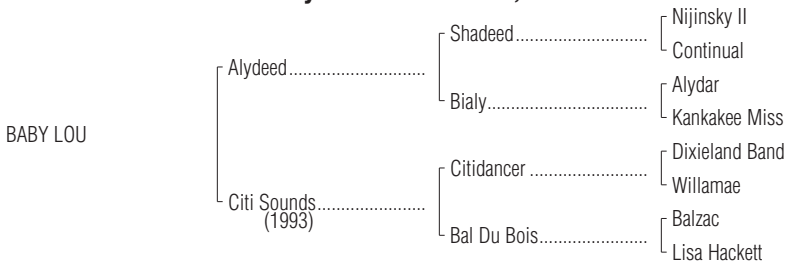 Nijinsky II
Shadeed
Continual
Alydeed
Alydar
Bialy
Kankakee Miss
BABY LOU
Dixieland Band
Citidancer
Willamae
Citi Sounds
(1993)
Balzac
Bal Du Bois
Lisa Hackett